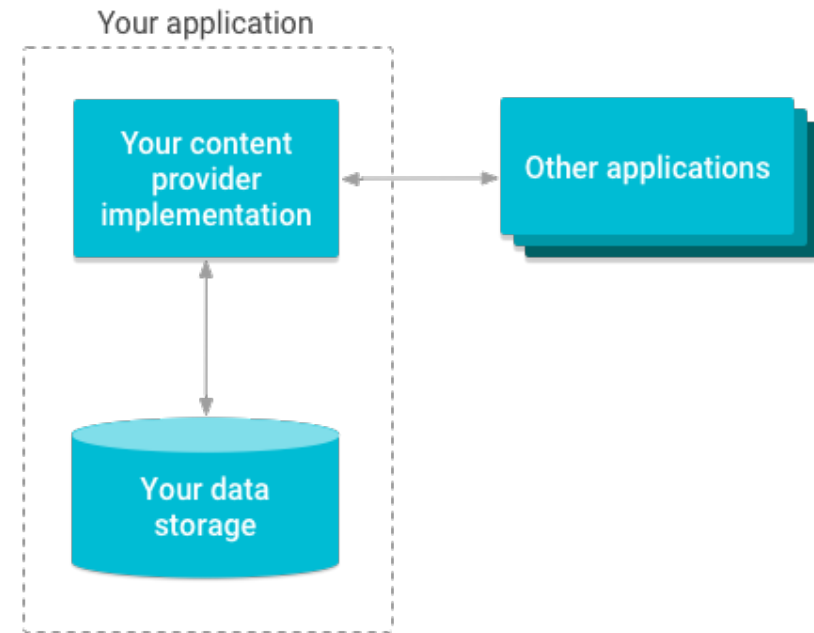 Your application
Your content
provider
implementation
Other applications
Your data
storage